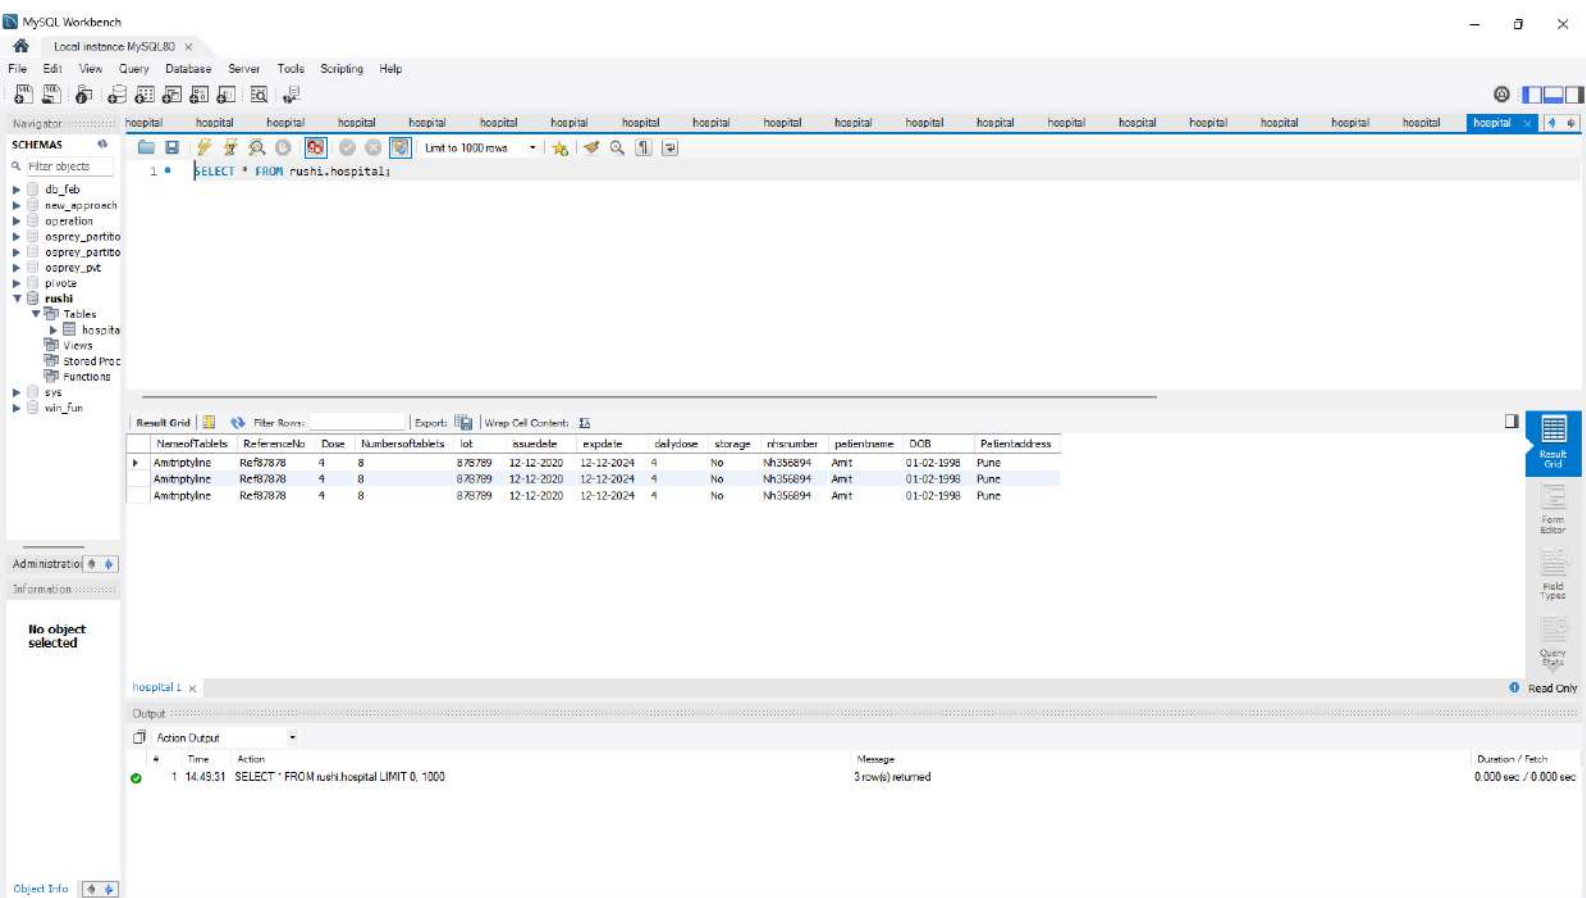 MySQL Workbench
Local instance MySQL80
File Edit View Query Database Server Tools Scripting Help
Navigator
hospital hospital hospital hospital hospital hospital hospital hospital hospital hospital hospital hospital hospital hospital hospital hospital hospital hospital hospital hospital
SCHEMAS
Filter objects
Limit to 1000 rows
1 SELECT * FROM rushi.hospital;
db_feb
new_approach
operation
osprey_partitio
osprey_partitio
osprey_pvt
pivote
rushi
Tables
hospita
Views
Stored Proc
Functions
sys
win_fun
Result Grid Filter Rows: Export: Wrap Cell Content:
NameofTablets ReferenceNo Dose Numbersoftablets lot issuedate expdate dailydose storage nhsnumber patientname DOB Patientaddress
Amitriptyline Ref87878 4 8 878789 12-12-2020 12-12-2024 4 No Nh356894 Amit 01-02-1998 Pune
Amitriptyline Ref87878 4 8 878789 12-12-2020 12-12-2024 4 No Nh356894 Amit 01-02-1998 Pune
Amitriptyline Ref87878 4 8 878789 12-12-2020 12-12-2024 4 No Nh356894 Amit 01-02-1998 Pune
Result
Grid
Form
Editor
Field
Types
Query
Stats
Administratio
Information
No object
selected
hospital 1
Read Only
Output
Action Output
# Time Action Message Duration / Fetch
1 14:49:31 SELECT * FROM rushi.hospital LIMIT 0, 1000 3 row(s) returned 0.000 sec / 0.000 sec
Object Info